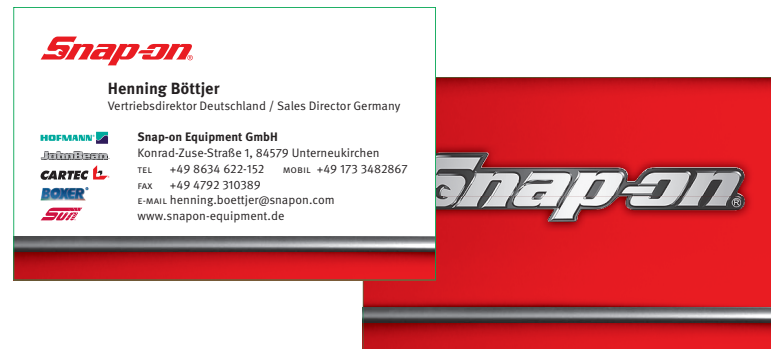 Snap-on®
Henning Böttjer
Vertriebsdirektor Deutschland / Sales Director Germany
HOFMANN®
JohnBean
CARTEC
BOXER®
Sun
Snap-on Equipment GmbH
Konrad-Zuse-Straße 1, 84579 Unterneukirchen
TEL +49 8634 622-152 MOBIL +49 173 3482867
FAX +49 4792 310389
E-MAIL henning.boettjer@snapon.com
www.snapon-equipment.de
Snap-on®